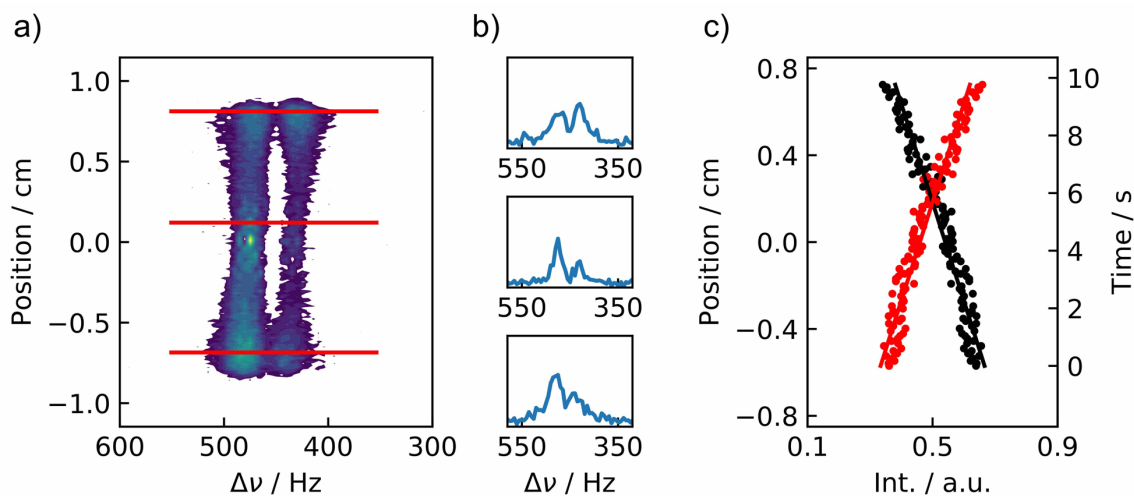 a)
b)
c)
1.0
0.5
0.0
−0.5
−1.0
Position / cm
600 500 400 300
Δν / Hz
550 350
550 350
550 350
Δν / Hz
0.8
0.4
0.0
−0.4
−0.8
Position / cm
10
8
6
4
2
0
Time / s
0.1 0.5 0.9
Int. / a.u.